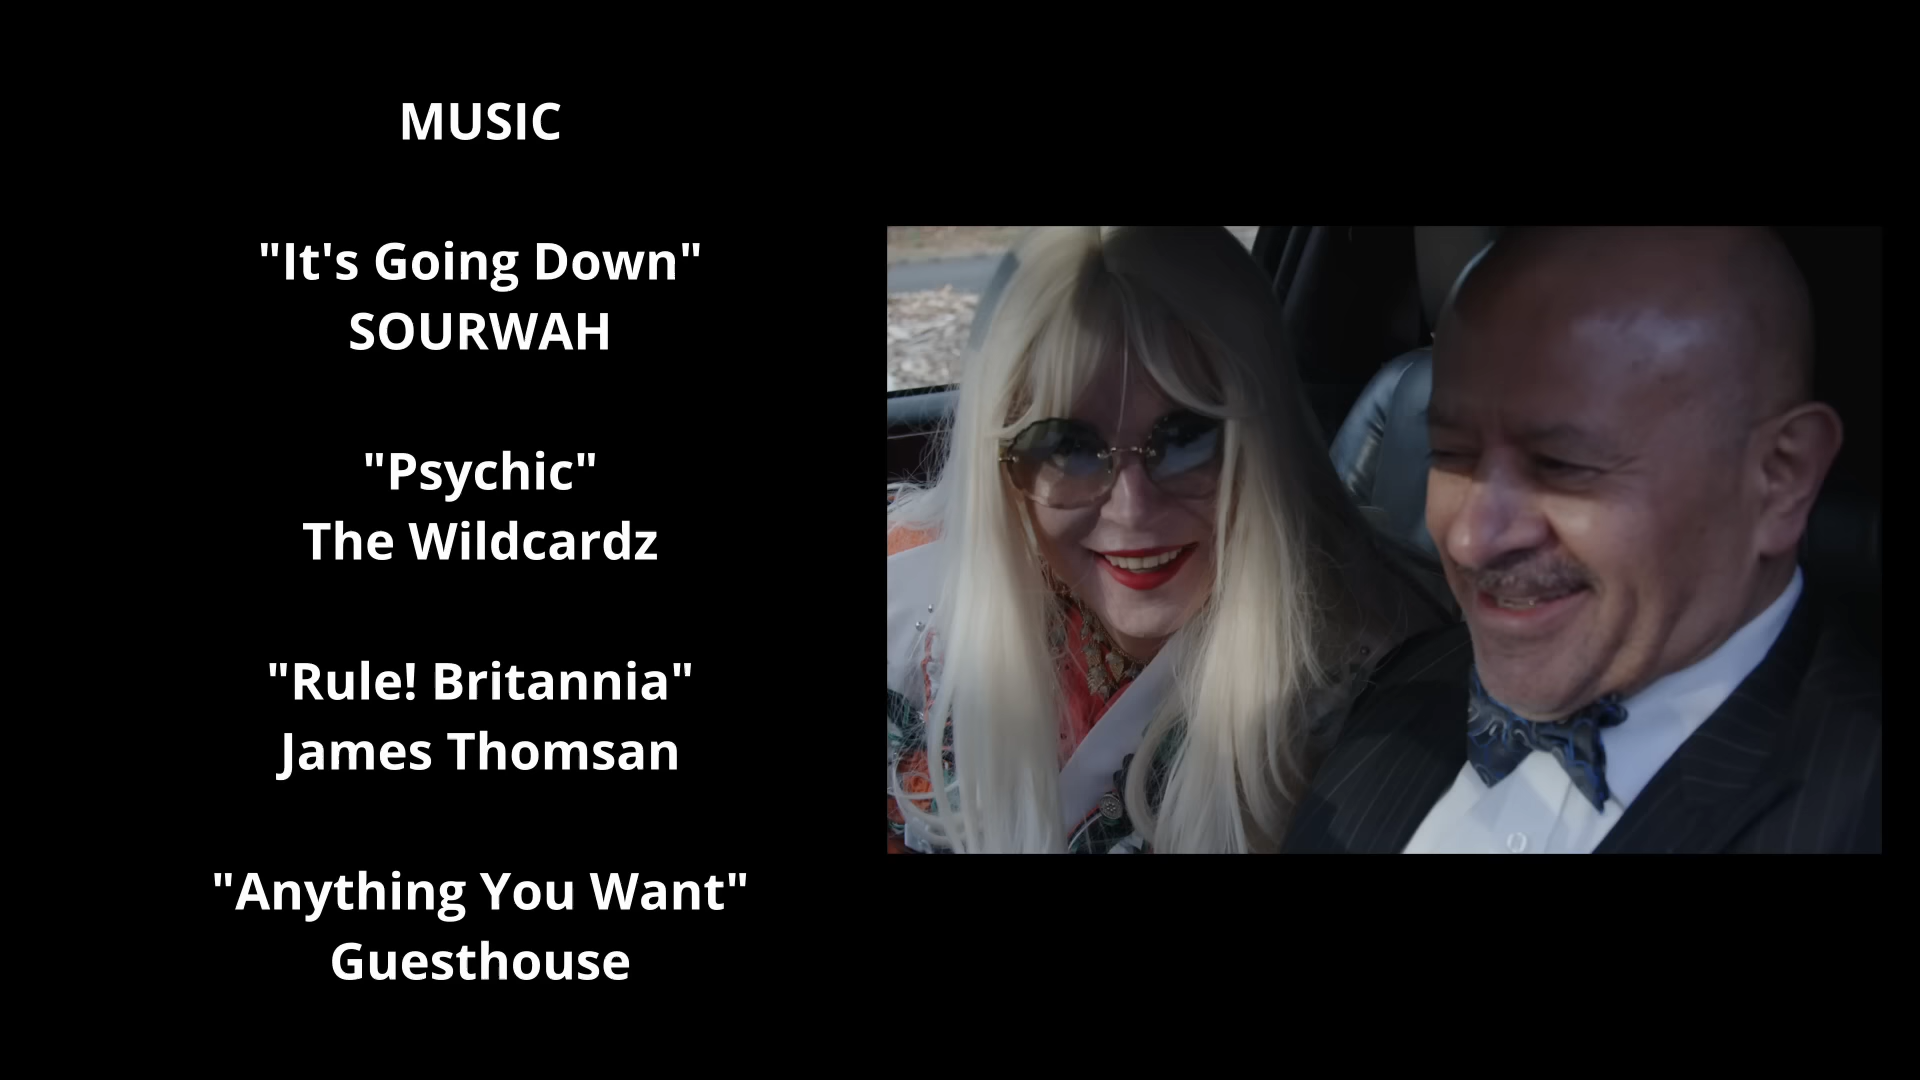 MUSIC
"It's Going Down"
SOURWAH
"Psychic"
The Wildcardz
"Rule! Britannia"
James Thomsan
"Anything You Want"
Guesthouse